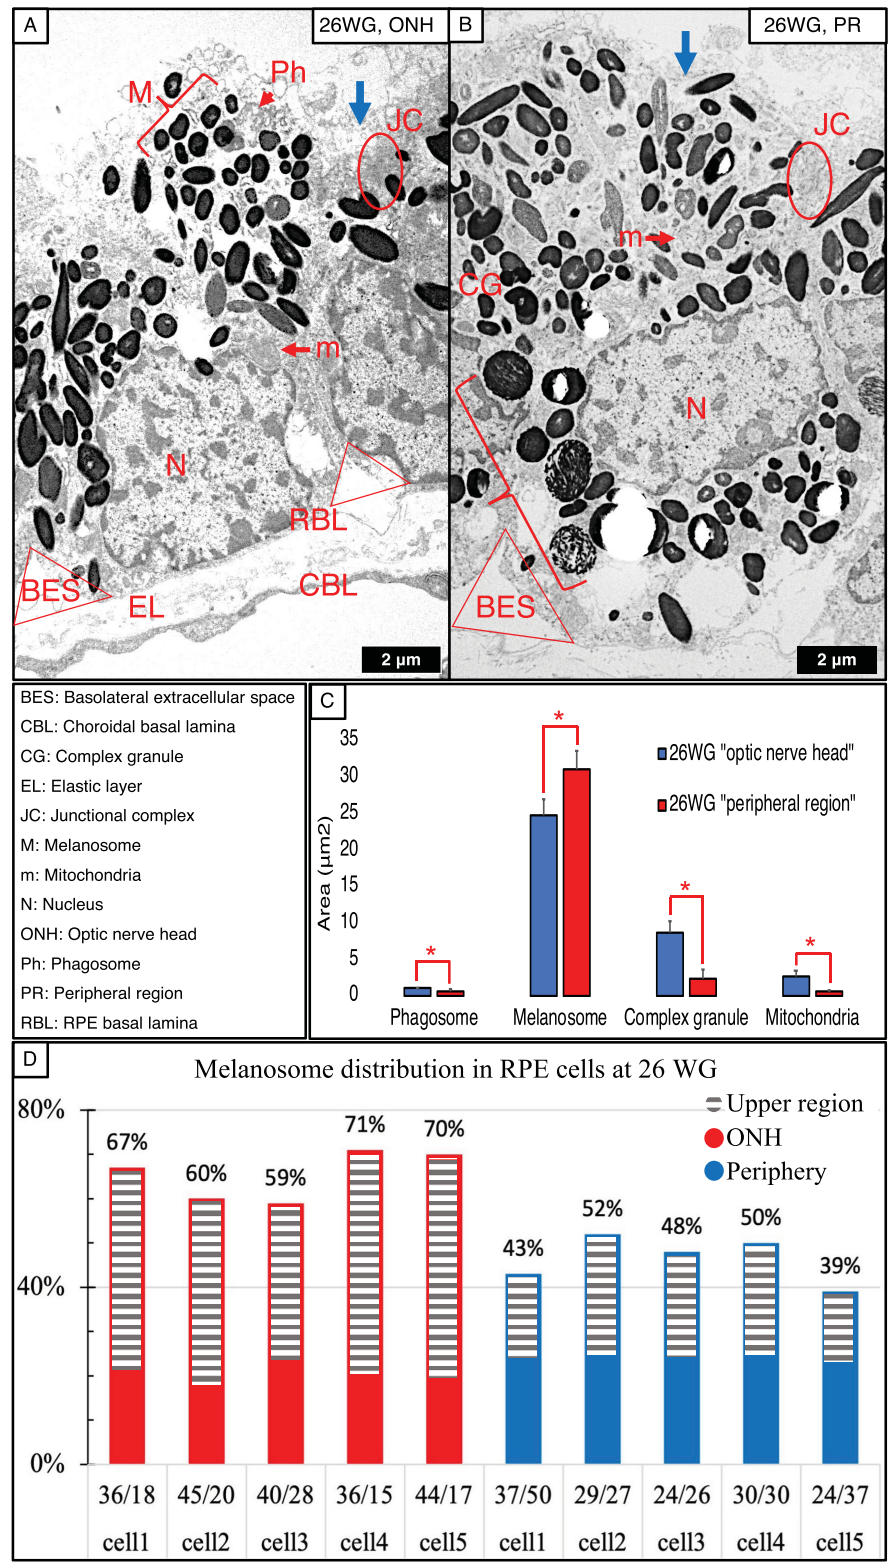 A
26WG, ONH
M
Ph
JC
m
N
RBL
BES
EL
CBL
2 µm
B
26WG, PR
JC
m
CG
N
BES
2 µm
BES: Basolateral extracellular space
CBL: Choroidal basal lamina
CG: Complex granule
EL: Elastic layer
JC: Junctional complex
M: Melanosome
m: Mitochondria
N: Nucleus
ONH: Optic nerve head
Ph: Phagosome
PR: Peripheral region
RBL: RPE basal lamina
C
Area (µm2)
35
30
25
20
15
10
5
0
*
*
*
*
26WG "optic nerve head"
26WG "peripheral region"
Phagosome Melanosome Complex granule Mitochondria
D
Melanosome distribution in RPE cells at 26 WG
Upper region
ONH
Periphery
80%
40%
0%
67% 60% 59% 71% 70% 43% 52% 48% 50% 39%
36/18 45/20 40/28 36/15 44/17 37/50 29/27 24/26 30/30 24/37
cell1 cell2 cell3 cell4 cell5 cell1 cell2 cell3 cell4 cell5